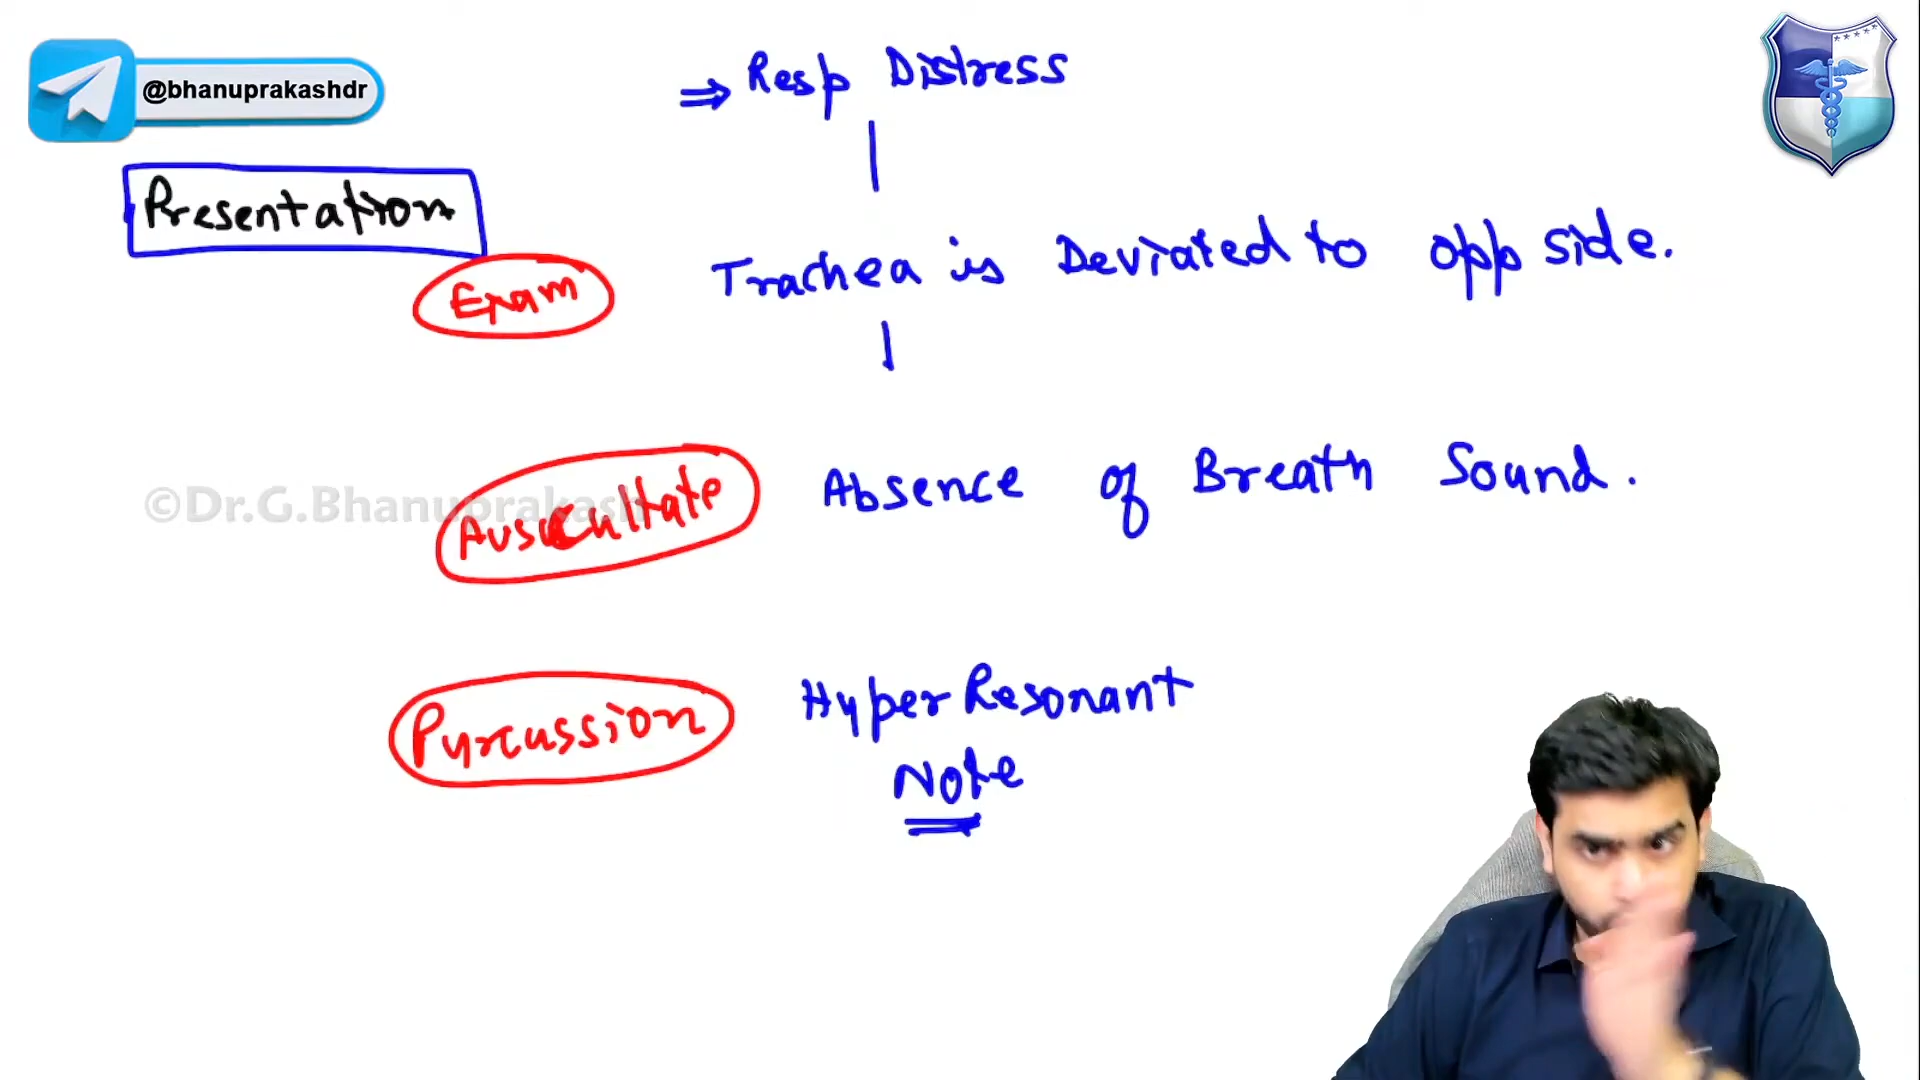 @bhanuprakashdr
⇒ Resp Distress
Presentation
Exam
Trachea is Deviated to opp side.
©Dr.G.Bhanuprakash
Auscultate
Absence of Breath Sound.
Pyrcussion
Hyper Resonant
Note